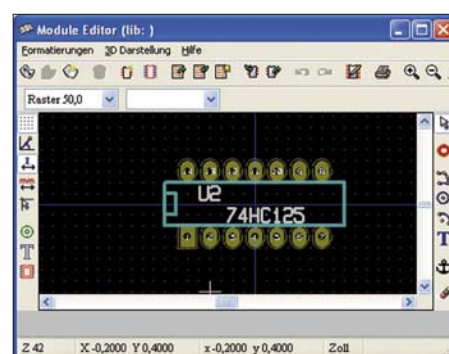 Module Editor (lib: )
Formatierungen 3D Darstellung Hilfe
Raster 50,0
U2
74HC125
Z 42 X -0,2000 Y 0,4000 x -0,2000 y 0,4000 Zoll